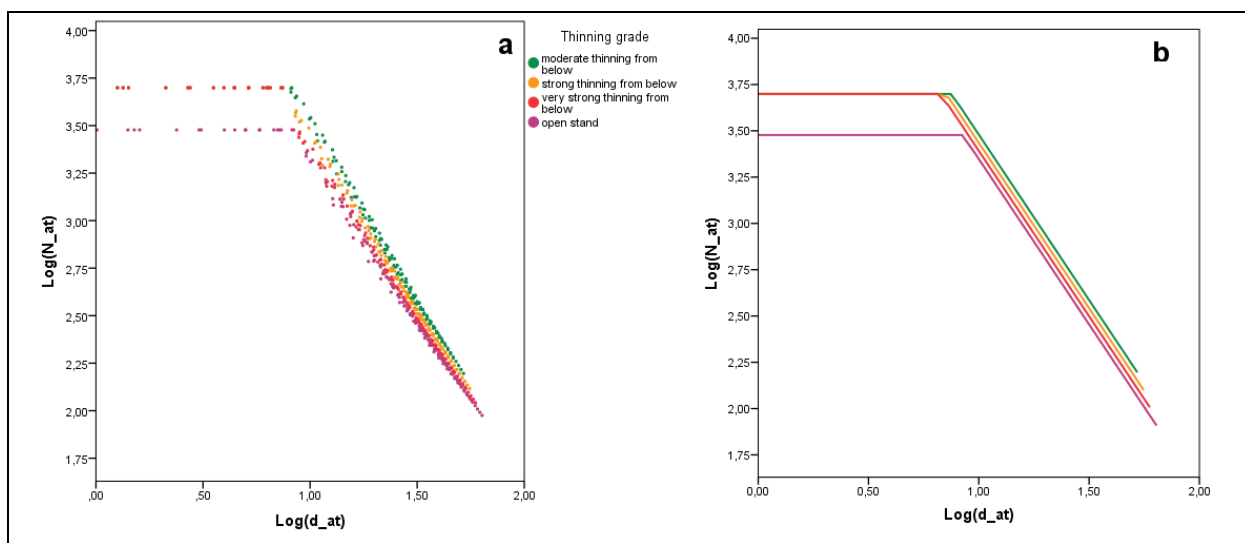 a
4,00
3,75
3,50
3,25
3,00
2,75
2,50
2,25
2,00
1,75
Log(N_at)
,00
,50
1,00
1,50
2,00
Log(d_at)
Thinning grade
moderate thinning from
below
strong thinning from below
very strong thinning from
below
open stand
b
4,00
3,75
3,50
3,25
3,00
2,75
2,50
2,25
2,00
1,75
Log(N_at)
0,00
0,50
1,00
1,50
2,00
Log(d_at)